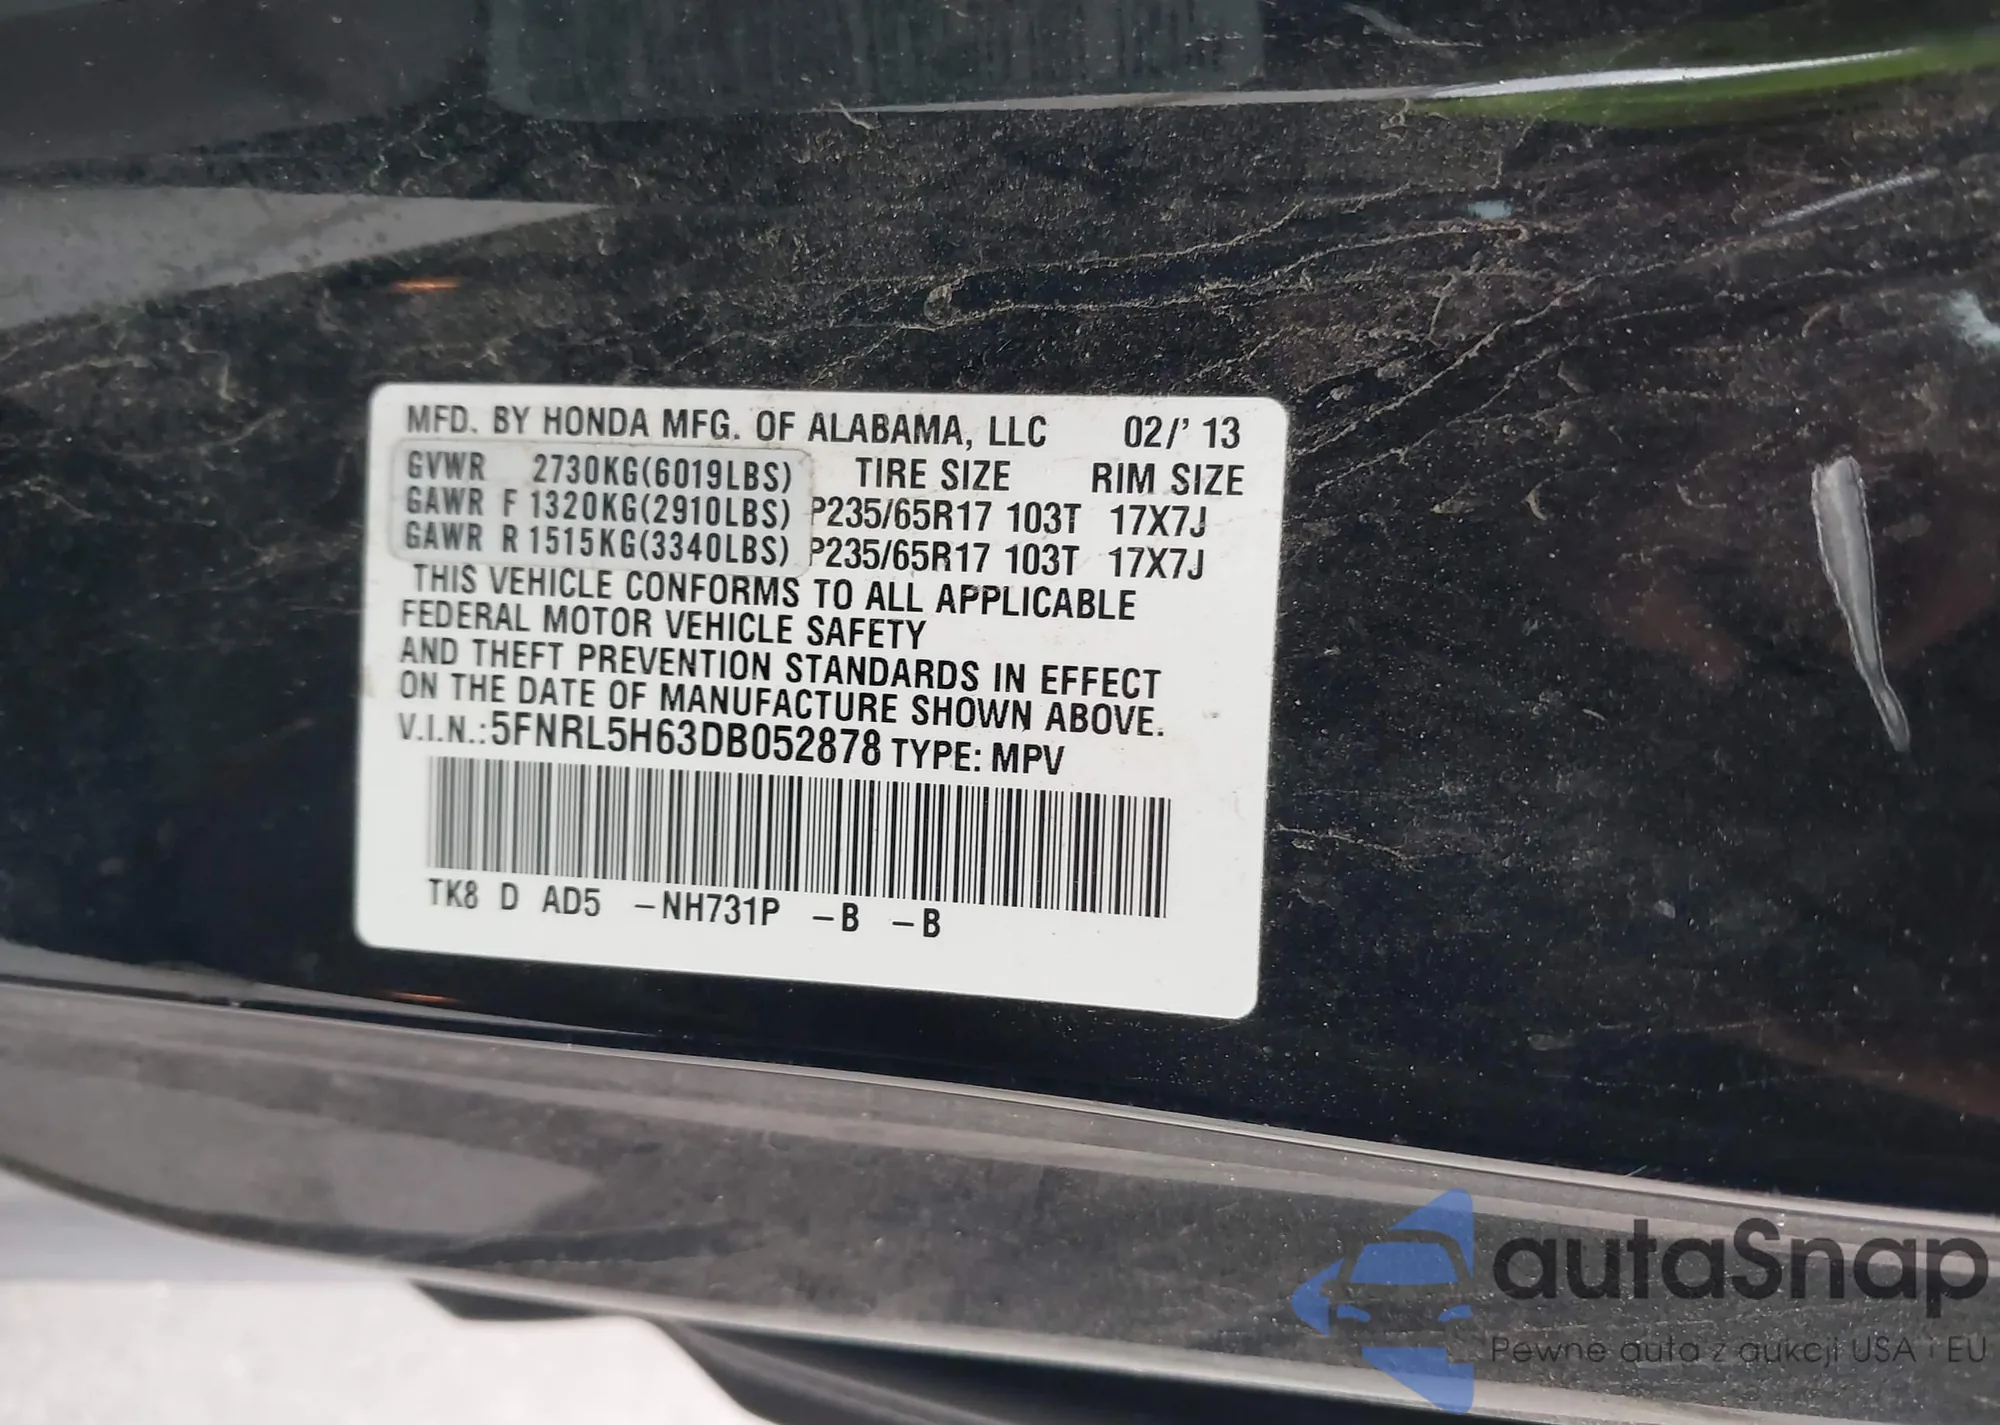 MFD. BY HONDA MFG. OF ALABAMA, LLC 02/' 13
GVWR 2730KG(6019LBS) TIRE SIZE RIM SIZE
GAWR F 1320KG(2910LBS) P235/65R17 103T 17X7J
GAWR R 1515KG(3340LBS) P235/65R17 103T 17X7J
THIS VEHICLE CONFORMS TO ALL APPLICABLE
FEDERAL MOTOR VEHICLE SAFETY
AND THEFT PREVENTION STANDARDS IN EFFECT
ON THE DATE OF MANUFACTURE SHOWN ABOVE.
V.I.N.:5FNRL5H63DB052878 TYPE: MPV
TK8 D AD5 -NH731P -B -B
autaSnap
Pewne auta z aukcji USA i EU